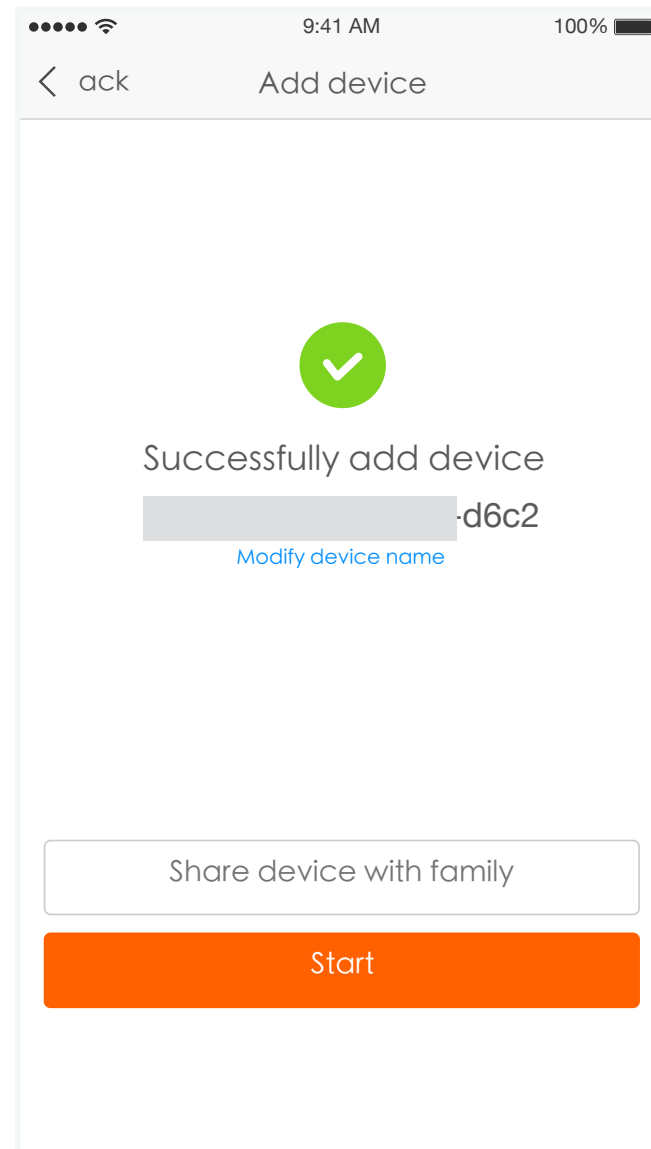 9:41 AM 100%
ack Add device
Successfully add device
-d6c2
Modify device name
Share device with family
Start